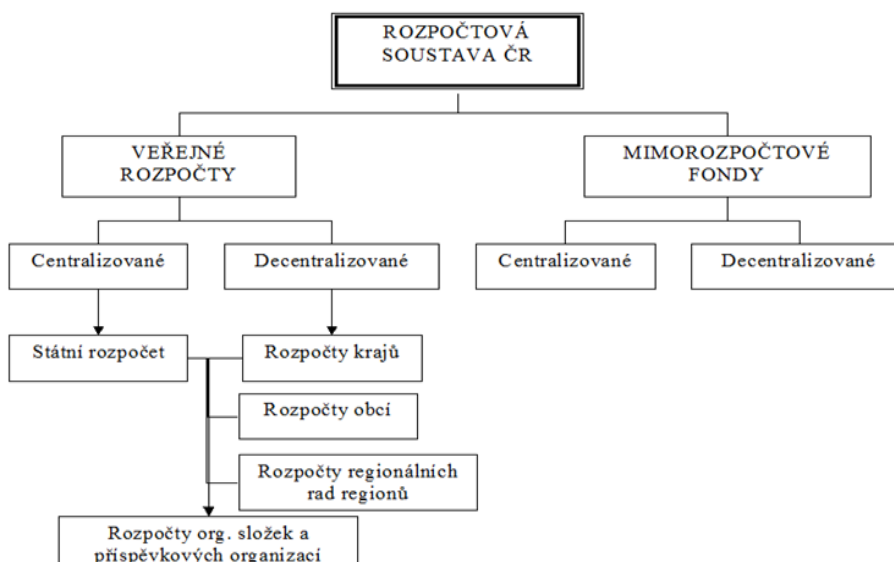 ROZPOČTOVÁ
SOUSTAVA ČR
VEŘEJNÉ
ROZPOČTY
MIMOROZPOČTOVÉ
FONDY
Centralizované
Decentralizované
Centralizované
Decentralizované
Státní rozpočet
Rozpočty krajů
Rozpočty obcí
Rozpočty regionálních
rad regionů
Rozpočty org. složek a
příspěvkových organizací